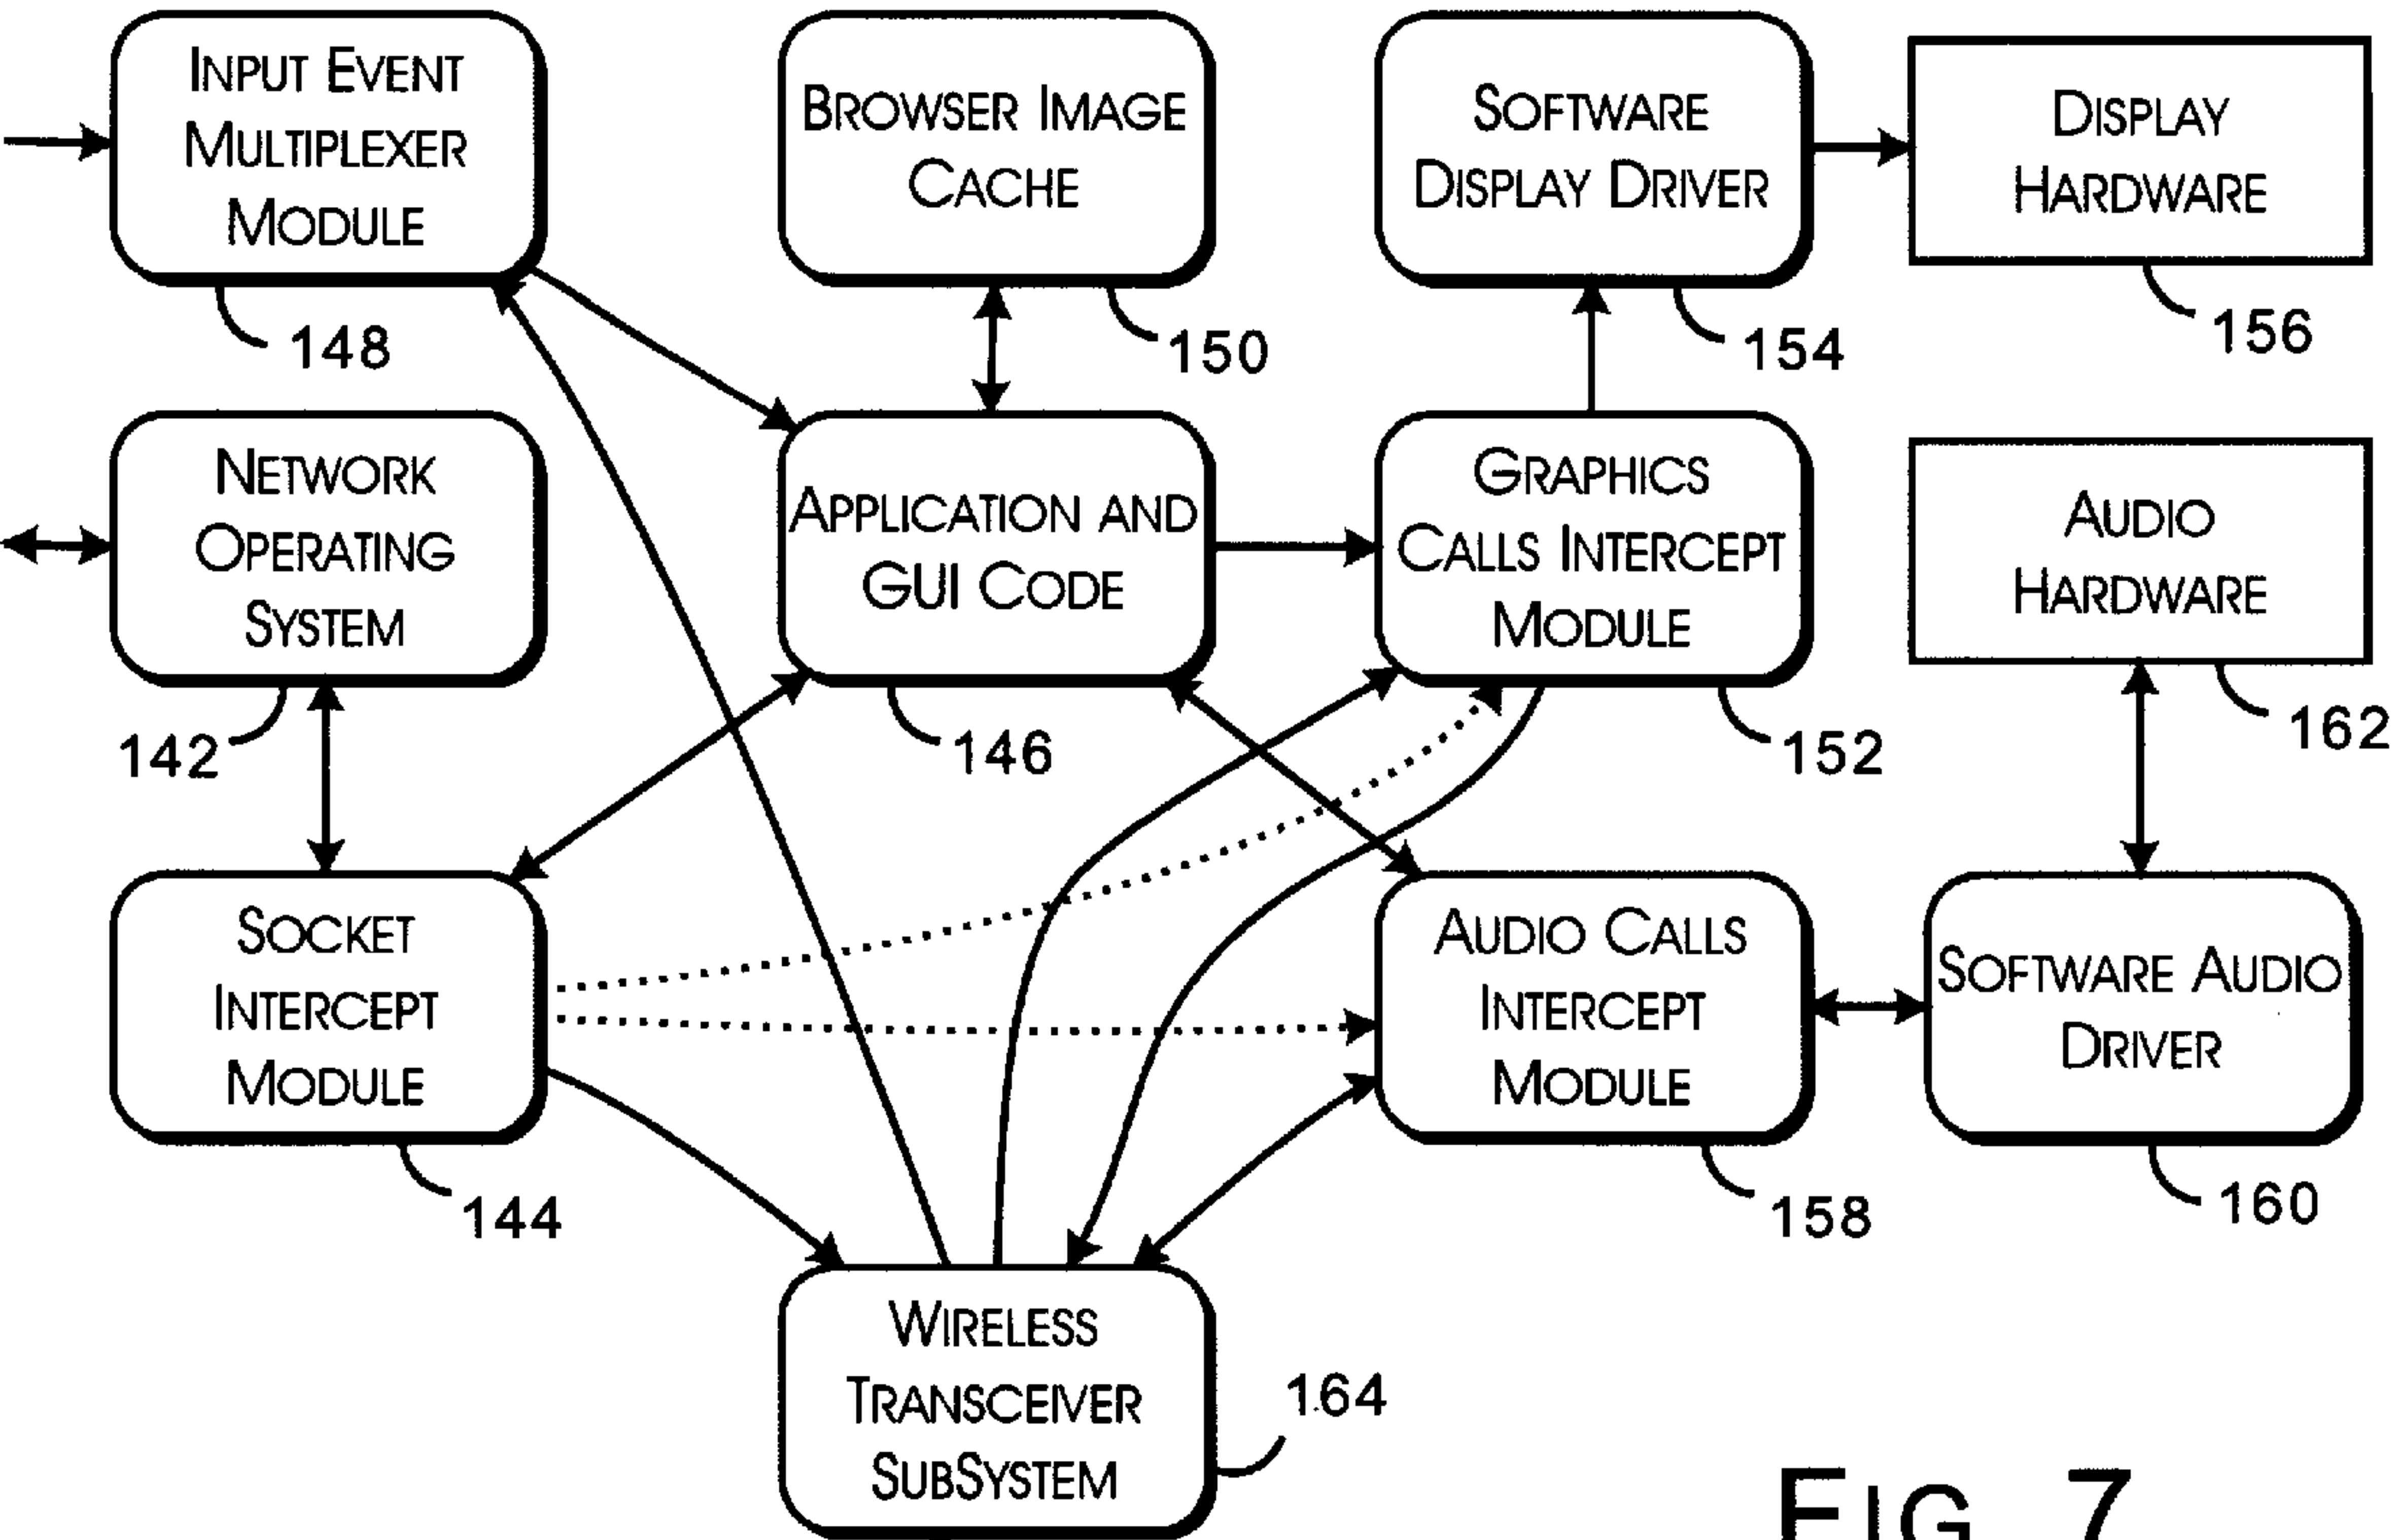 INPUT EVENT
MULTIPLEXER
MODULE
148
BROWSER IMAGE
CACHE
150
SOFTWARE
DISPLAY DRIVER
154
DISPLAY
HARDWARE
156
NETWORK
OPERATING
SYSTEM
142
APPLICATION AND
GUI CODE
146
GRAPHICS
CALLS INTERCEPT
MODULE
152
AUDIO
HARDWARE
162
SOCKET
INTERCEPT
MODULE
144
AUDIO CALLS
INTERCEPT
MODULE
158
SOFTWARE AUDIO
DRIVER
160
WIRELESS
TRANSCEIVER
SUBSYSTEM
164
FIG 7